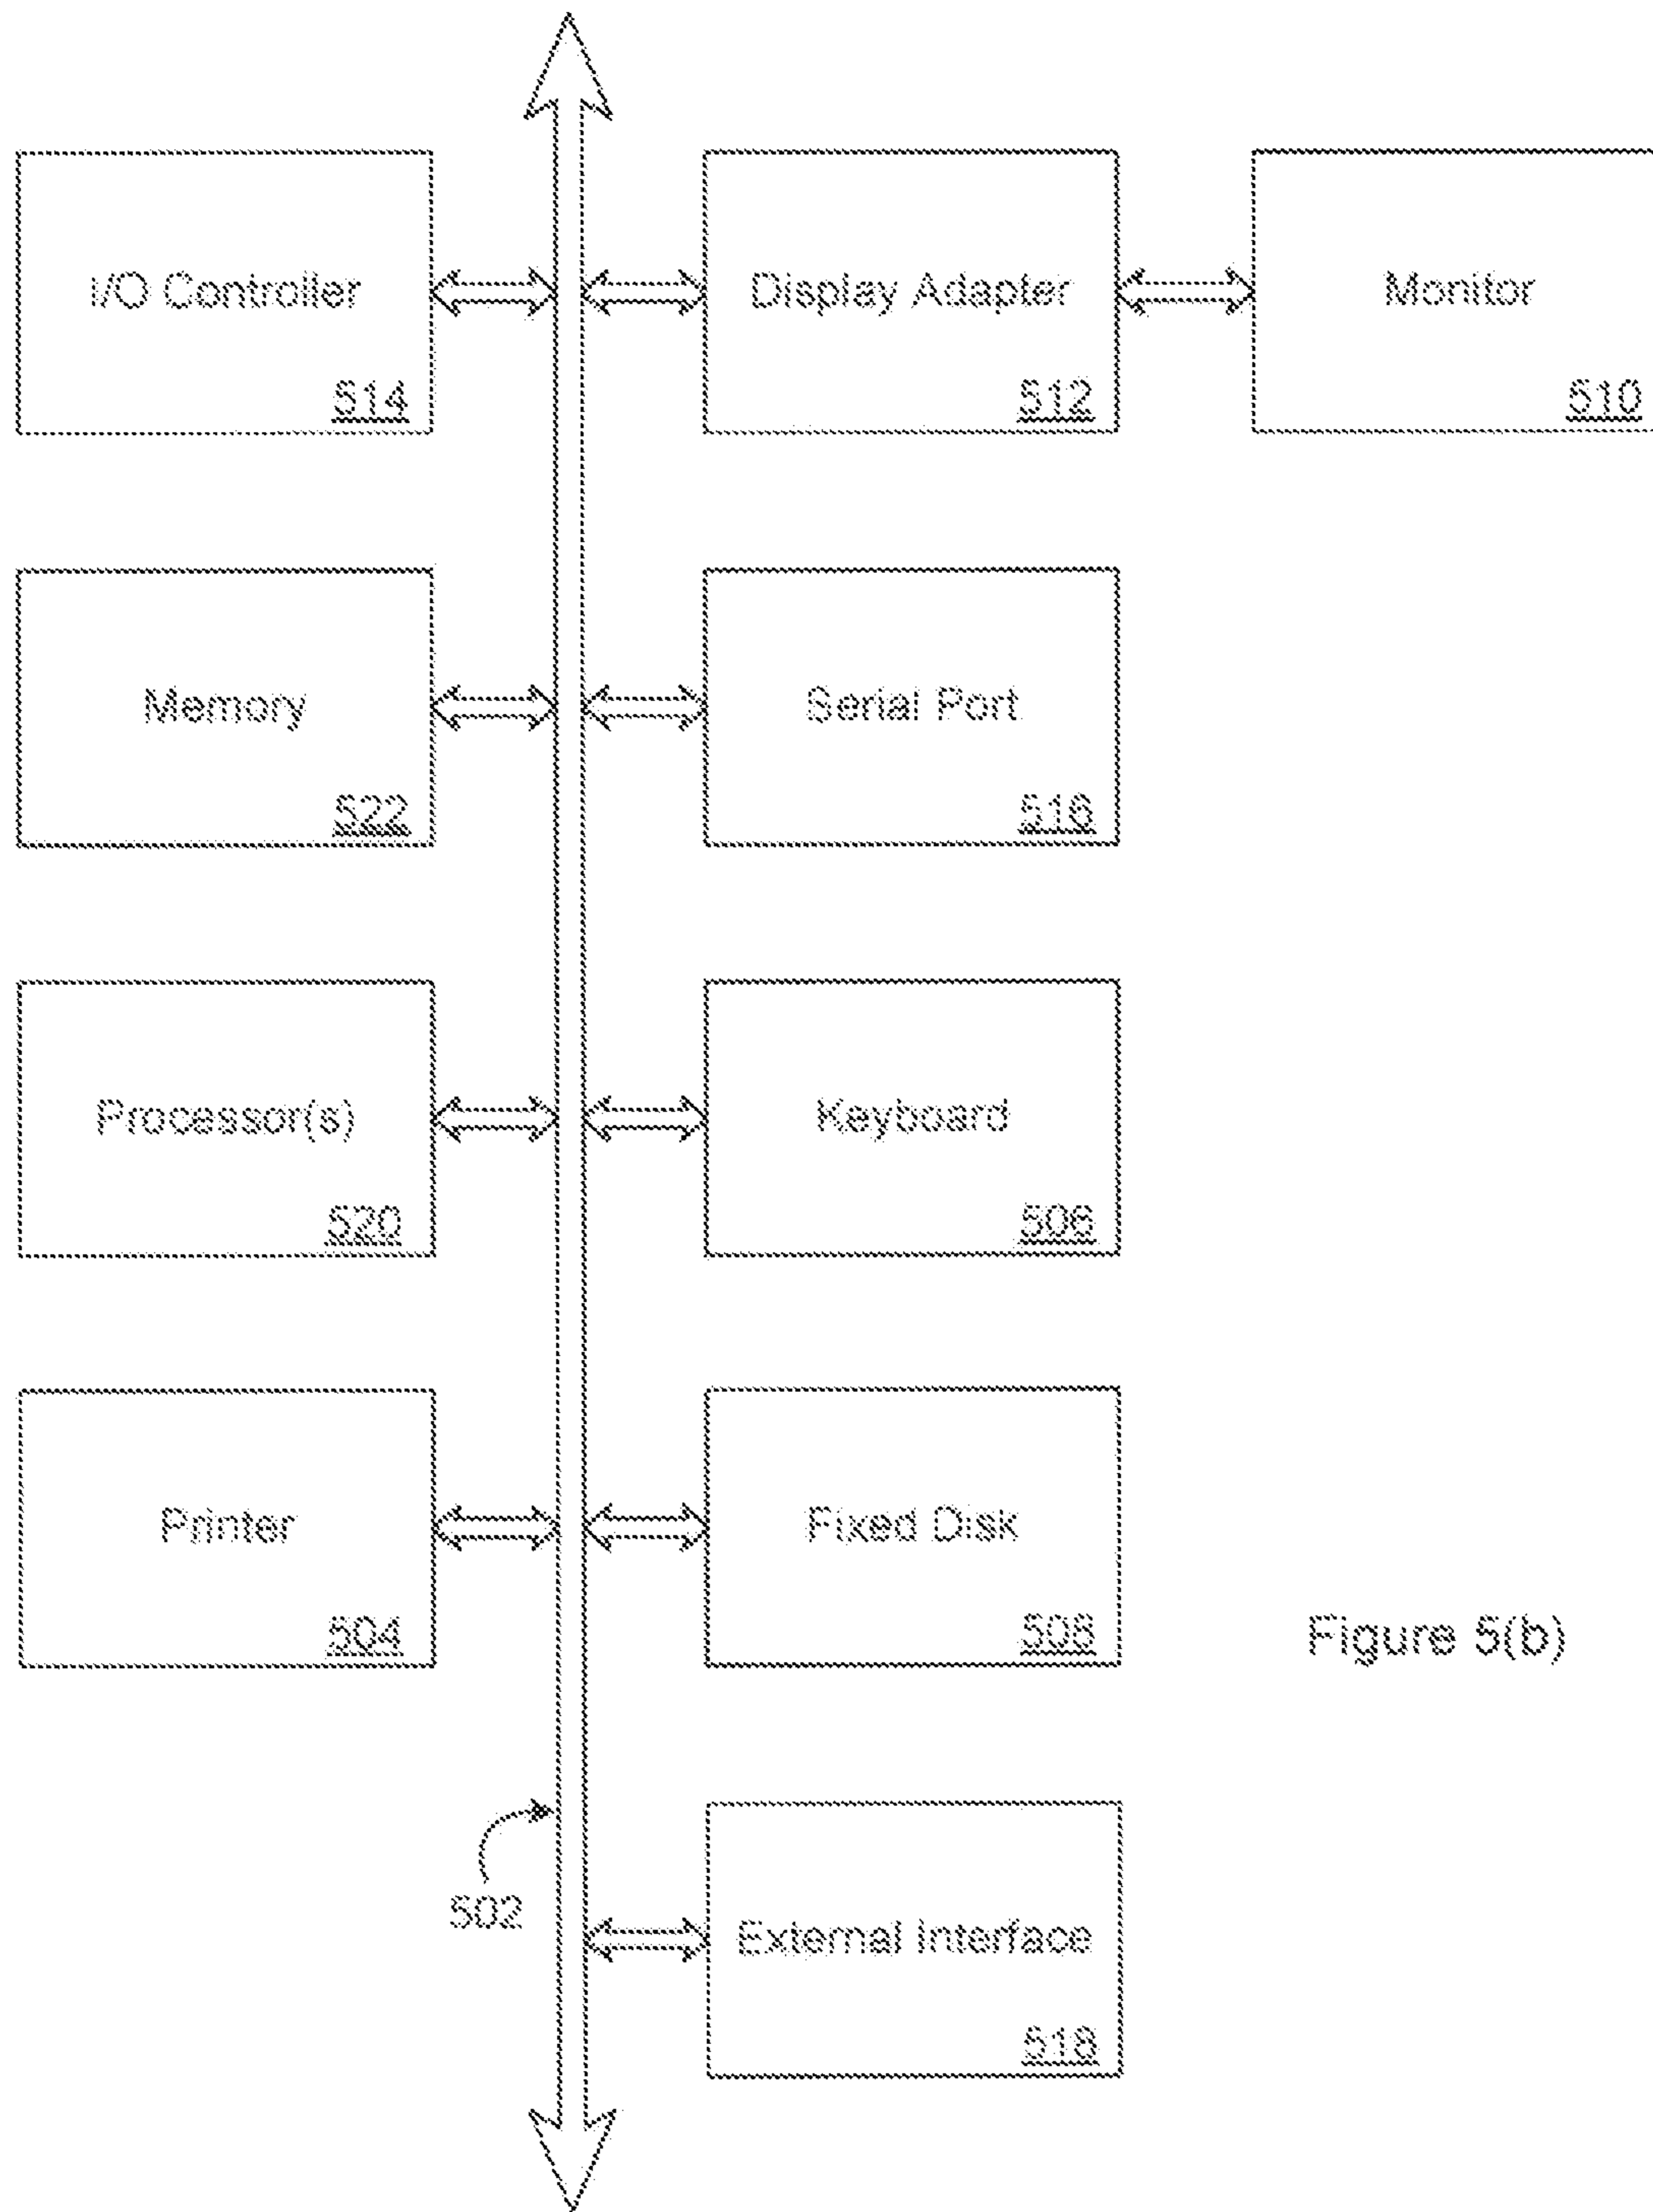 I/O Controller
514
Display Adapter
512
Monitor
510
Memory
522
Serial Port
516
Processor(s)
520
Keyboard
506
Printer
504
Fixed Disk
508
Figure 5(b)
502
External Interface
518